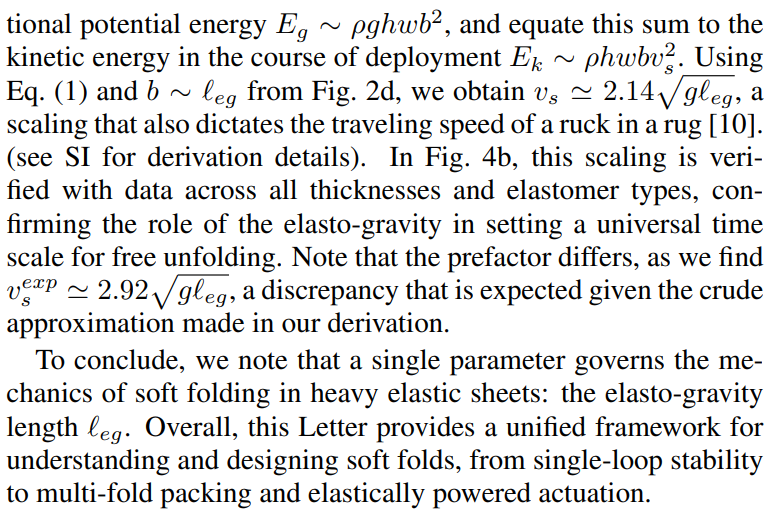 tional potential energy E_g ∼ ρghwb², and equate this sum to the
kinetic energy in the course of deployment E_k ∼ ρhwbv_s². Using
Eq. (1) and b ∼ ℓ_eg from Fig. 2d, we obtain v_s ≃ 2.14√(gℓ_eg), a
scaling that also dictates the traveling speed of a ruck in a rug [10].
(see SI for derivation details). In Fig. 4b, this scaling is veri-
fied with data across all thicknesses and elastomer types, con-
firming the role of the elasto-gravity in setting a universal time
scale for free unfolding. Note that the prefactor differs, as we find
v_s^exp ≃ 2.92√(gℓ_eg), a discrepancy that is expected given the crude
approximation made in our derivation.
To conclude, we note that a single parameter governs the me-
chanics of soft folding in heavy elastic sheets: the elasto-gravity
length ℓ_eg. Overall, this Letter provides a unified framework for
understanding and designing soft folds, from single-loop stability
to multi-fold packing and elastically powered actuation.